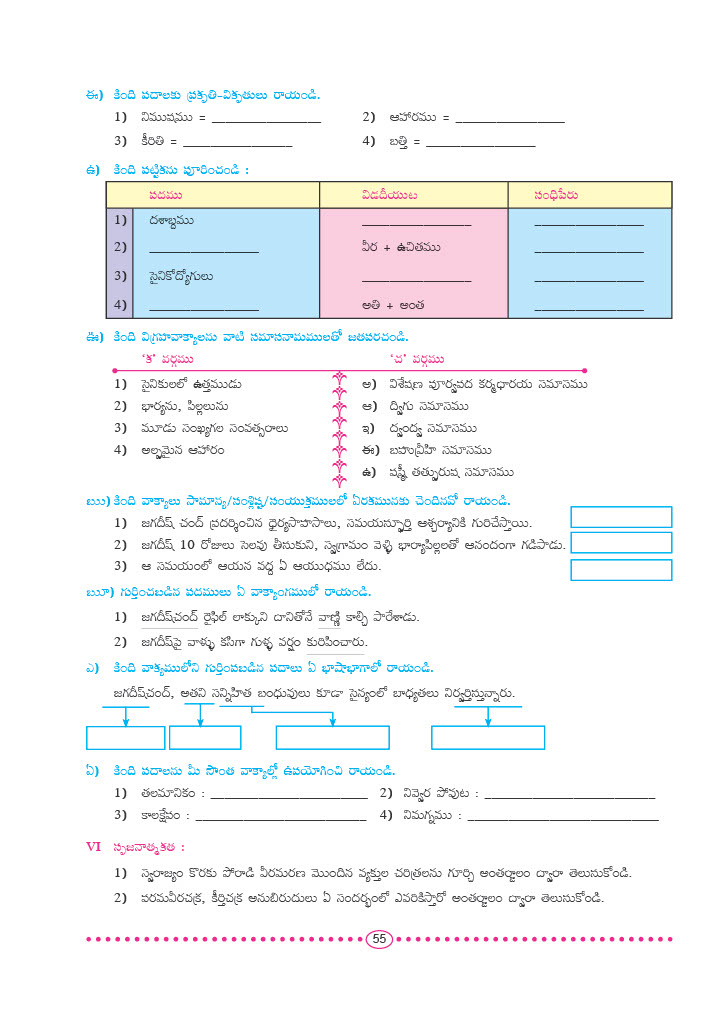 ఈ) కింది పదాలకు ప్రకృతి-వికృతులు రాయండి.
1) నిముషము = ________________ 2) ఆహారము = ________________
3) కీరితి = ________________ 4) బత్తి = ________________
ఉ) కింది పట్టికను పూరించండి :
పదము విడదీయుట సంధిపేరు
1) దశాబ్దము ________________ ________________
2) ________________ వీర + ఉచితము ________________
3) సైనికోద్యోగులు ________________ ________________
4) ________________ అతి + అంత ________________
ఊ) కింది విగ్రహవాక్యాలను వాటి సమాసనామములతో జతపరచండి.
'క' వర్గము 'చ' వర్గము
1) సైనికులలో ఉత్తముడు అ) విశేషణ పూర్వపద కర్మధారయ సమాసము
2) భార్యను, పిల్లలును ఆ) ద్విగు సమాసము
3) మూడు సంఖ్యగల సంవత్సరాలు ఇ) ద్వంద్వ సమాసము
4) అల్పమైన ఆహారం ఈ) బహువ్రీహి సమాసము
ఉ) షష్ఠీ తత్పురుష సమాసము
ఋ) కింది వాక్యాలు సామాన్య/సంశ్లిష్ట/సంయుక్తములలో ఏరకమునకు చెందినవో రాయండి.
1) జగదీష్ చంద్ ప్రదర్శించిన ధైర్యసాహసాలు, సమయస్ఫూర్తి ఆశ్చర్యానికి గురిచేస్తాయి.
2) జగదీష్ 10 రోజులు సెలవు తీసుకుని, స్వగ్రామం వెళ్ళి భార్యాపిల్లలతో ఆనందంగా గడిపాడు.
3) ఆ సమయంలో ఆయన వద్ద ఏ ఆయుధము లేదు.
ౠ) గుర్తించబడిన పదములు ఏ వాక్యాంగములో రాయండి.
1) జగదీష్‌చంద్ రైఫిల్ లాక్కుని దానితోనే వాణ్ణి కాల్చి పారేశాడు.
2) జగదీష్‌పై వాళ్ళు కసిగా గుళ్ళ వర్షం కురిపించారు.
ఎ) కింది వాక్యములోని గుర్తింపబడిన పదాలు ఏ భాషాభాగాలో రాయండి.
జగదీష్‌చంద్, అతని సన్నిహిత బంధువులు కూడా సైన్యంలో బాధ్యతలు నిర్వర్తిస్తున్నారు.
ఏ) కింది పదాలను మీ సొంత వాక్యాల్లో ఉపయోగించి రాయండి.
1) తలమానికం : _______________________ 2) నివ్వెర పోవుట : _________________________
3) కాలక్షేపం : _________________________ 4) నిమగ్నము : ____________________________
VI సృజనాత్మకత :
1) స్వరాజ్యం కొరకు పోరాడి వీరమరణ మొందిన వ్యక్తుల చరిత్రలను గూర్చి అంతర్జాలం ద్వారా తెలుసుకోండి.
2) పరమవీరచక్ర, కీర్తిచక్ర అనుబిరుదులు ఏ సందర్భంలో ఎవరికిస్తారో అంతర్జాలం ద్వారా తెలుసుకోండి.
55